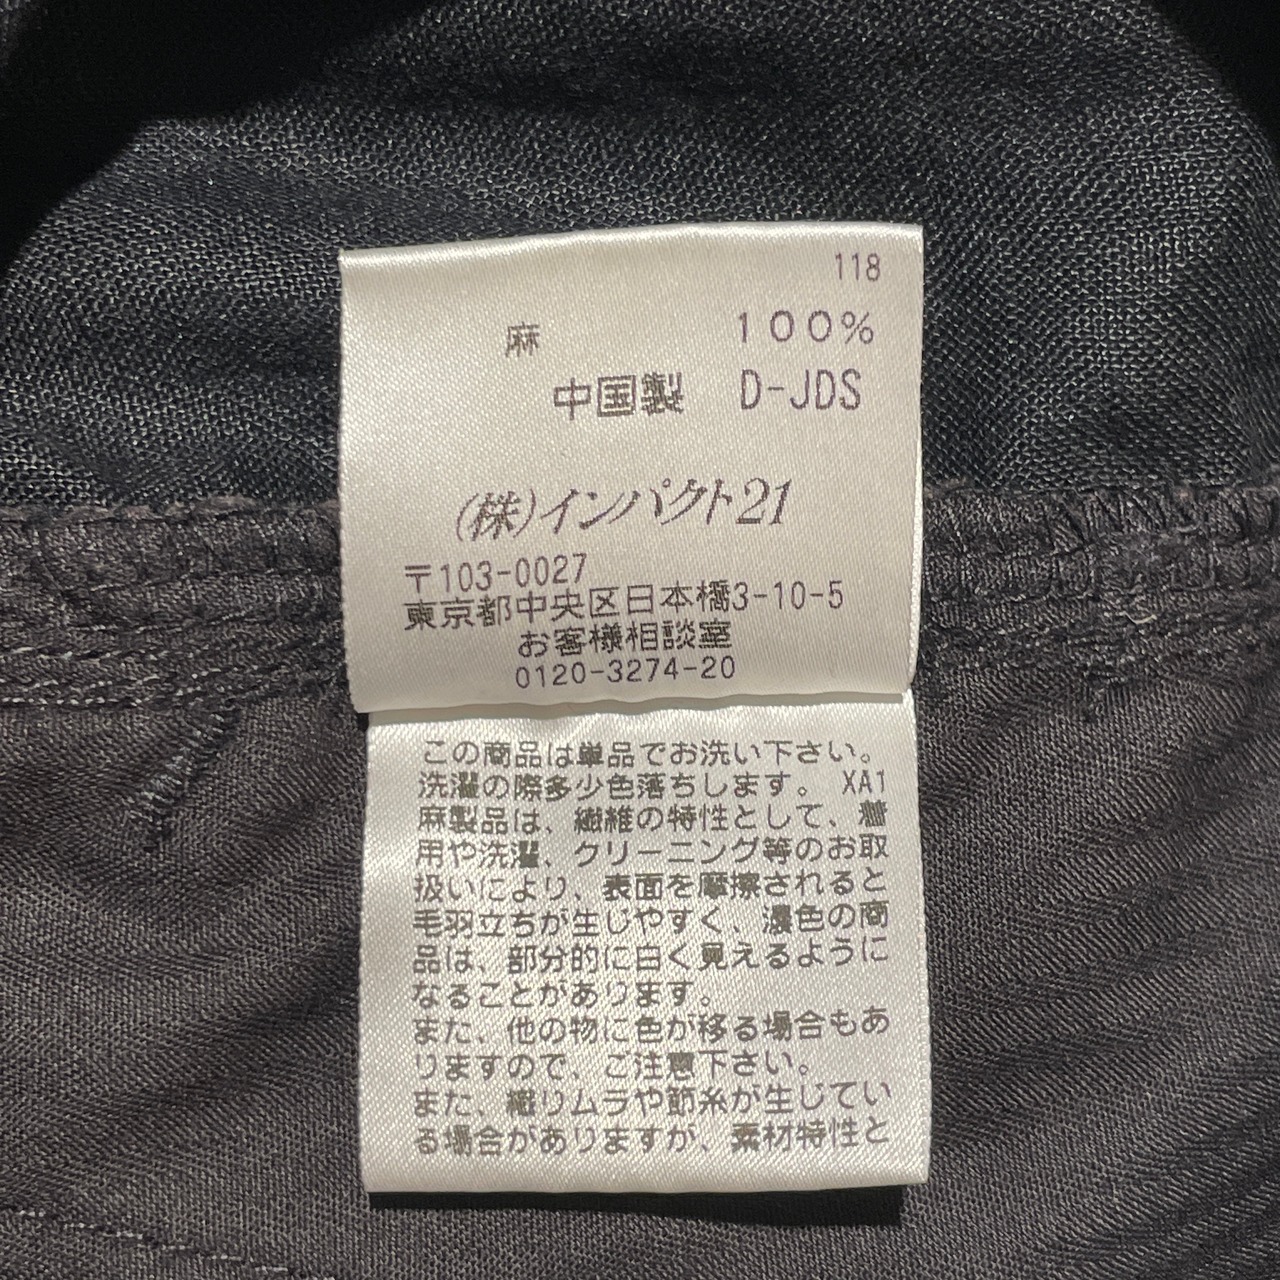 118
麻 100%
中国製 D-JDS
(株)インパクト21
〒103-0027
東京都中央区日本橋3-10-5
お客様相談室
0120-3274-20
この商品は単品でお洗い下さい。
洗濯の際多少色落ちします。 XA1
麻製品は、繊維の特性として、着
用や洗濯、クリーニング等のお取
扱いにより、表面を摩擦されると
毛羽立ちが生じやすく、濃色の商
品は、部分的に白く見えるように
なることがあります。
また、他の物に色が移る場合もあ
りますので、ご注意下さい。
また、織りムラや節糸が生じてい
る場合がありますが、素材特性と